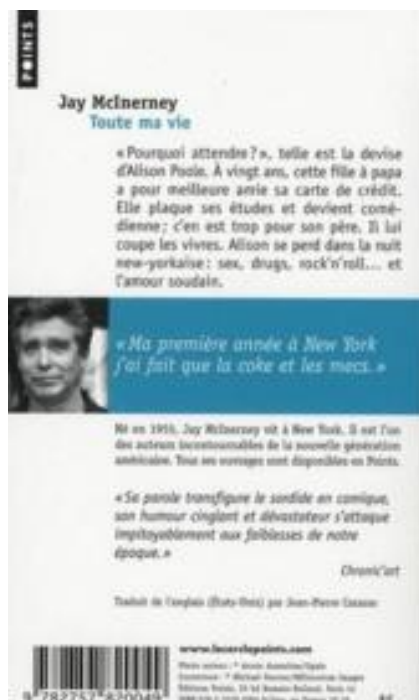 POINTS
Jay McInerney
Toute ma vie
« Pourquoi attendre ? », telle est la devise
d'Alison Poole. À vingt ans, cette fille à papa
a pour meilleure amie sa carte de crédit.
Elle plaque ses études et devient comé-
dienne ; c'en est trop pour son père. Il lui
coupe les vivres. Alison se perd dans la nuit
new-yorkaise : sex, drugs, rock'n'roll... et
l'amour soudain.
« Ma première année à New York
j'ai fait que la coke et les mecs. »
Né en 1955, Jay McInerney vit à New York. Il est l'un
des auteurs incontournables de la nouvelle génération
américaine. Tous ses ouvrages sont disponibles en Points.
« Sa parole transfigure le sordide en comique,
son humour cinglant et dévastateur s'attaque
impitoyablement aux faiblesses de notre
époque. »
Chronic'art
Traduit de l'anglais (États-Unis) par Jean-Pierre
www.lecerclepoints.com
9 782757 820049